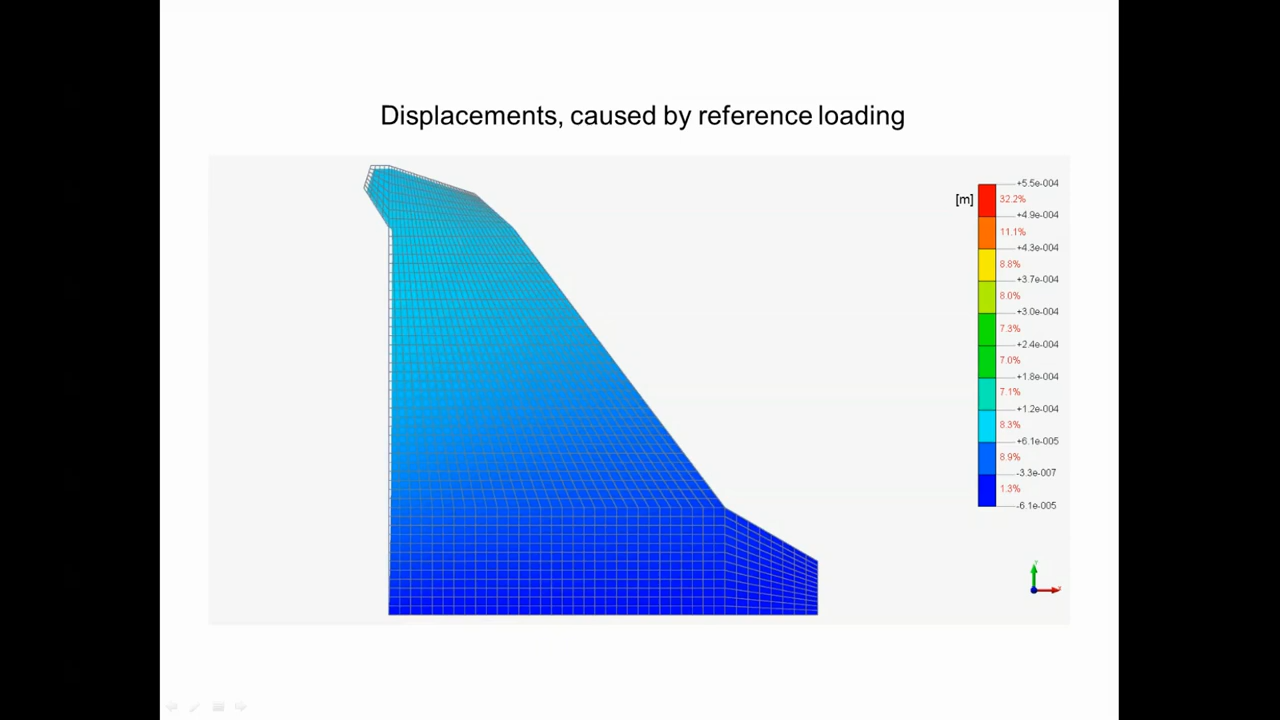 Displacements, caused by reference loading
[m]
+5.5e-004
32.2%
+4.9e-004
11.1%
+4.3e-004
8.8%
+3.7e-004
8.0%
+3.0e-004
7.3%
+2.4e-004
7.0%
+1.8e-004
7.1%
+1.2e-004
8.3%
+6.1e-005
8.9%
-3.3e-007
1.3%
-6.1e-005